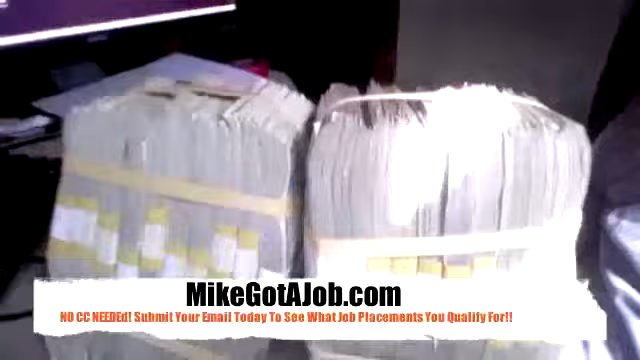 MikeGotAJob.com
NO CC NEEDEd! Submit Your Email Today To See What Job Placements You Qualify For!!